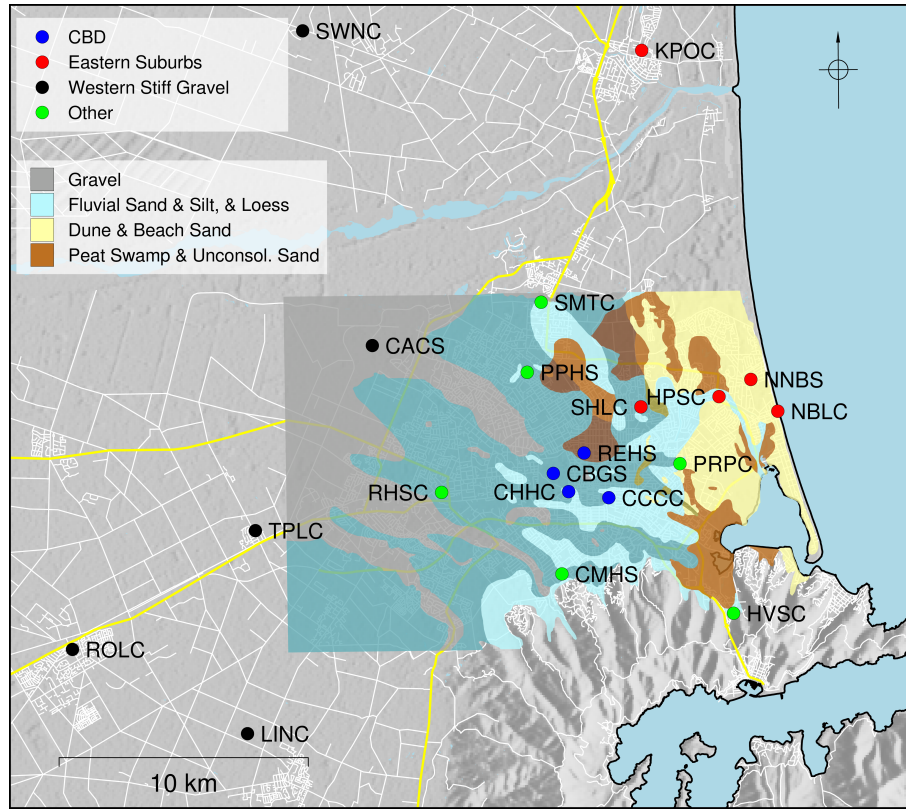 SWNC
KPOC
CBD
Eastern Suburbs
Western Stiff Gravel
Other
Gravel
Fluvial Sand & Silt, & Loess
Dune & Beach Sand
Peat Swamp & Unconsol. Sand
SMTC
CACS
PPHS
NNBS
HPSC
SHLC
NBLC
REHS
PRPC
CBGS
RHSC
CHHC
CCCC
TPLC
CMHS
HVSC
ROLC
LINC
10 km